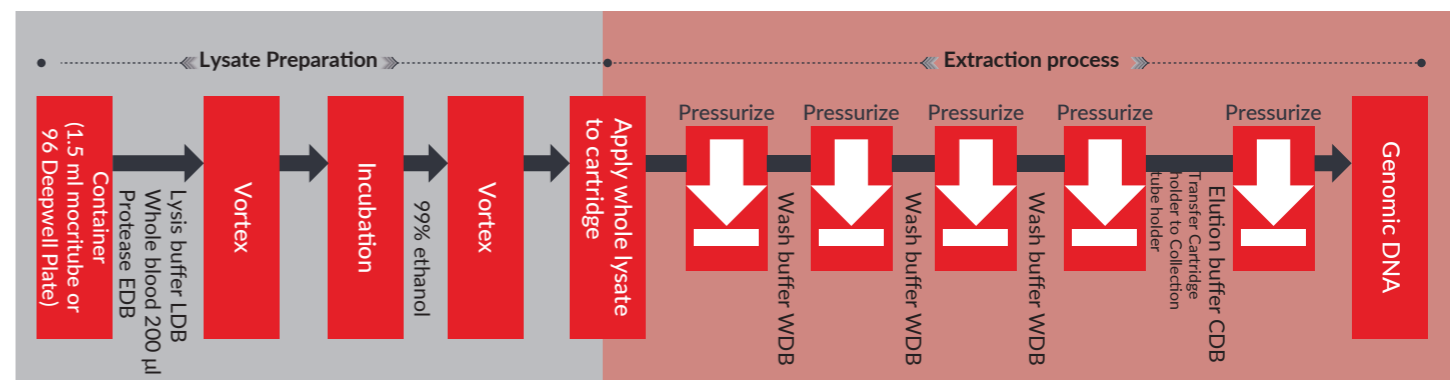 Lysate Preparation
Extraction process
Container
(1.5 ml mocritube or
96 Deepwell Plate)
Lysis buffer LDB
Whole blood 200 µl
Protease EDB
Vortex
Incubation
99% ethanol
Vortex
Apply whole lysate
to cartridge
Pressurize
Wash buffer WDB
Pressurize
Wash buffer WDB
Pressurize
Wash buffer WDB
Pressurize
Elution buffer CDB
Transfer Cartridge
holder to Collection
tube holder
Pressurize
Genomic DNA